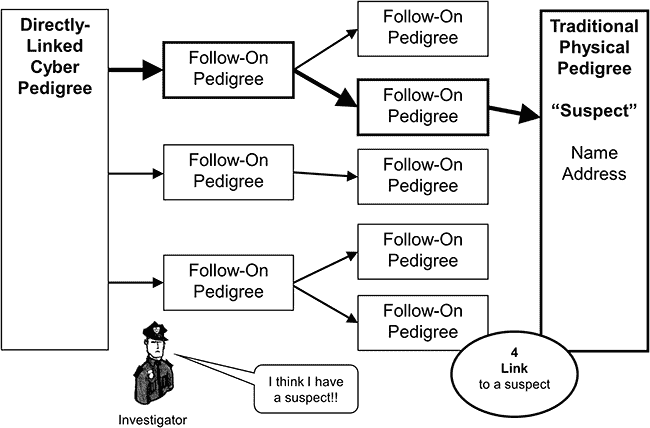 Directly-
Linked
Cyber
Pedigree
Follow-On
Pedigree
Follow-On
Pedigree
Follow-On
Pedigree
Follow-On
Pedigree
Follow-On
Pedigree
Follow-On
Pedigree
Follow-On
Pedigree
Follow-On
Pedigree
Traditional
Physical
Pedigree
“Suspect”
Name
Address
4
Link
to a suspect
I think I have
a suspect!!
Investigator